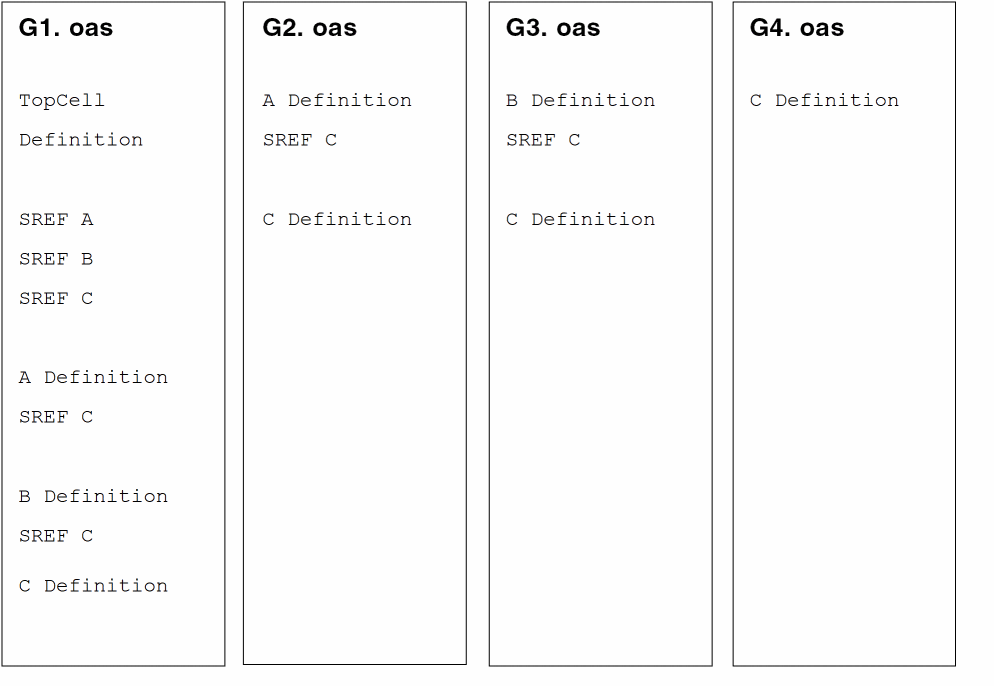 G1. oas
TopCell
Definition
SREF A
SREF B
SREF C
A Definition
SREF C
B Definition
SREF C
C Definition
G2. oas
A Definition
SREF C
C Definition
G3. oas
B Definition
SREF C
C Definition
G4. oas
C Definition